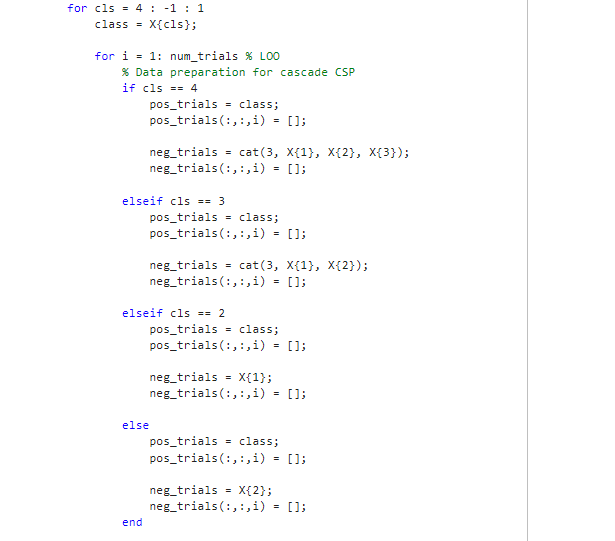 for cls = 4 : -1 : 1
class = X{cls};
for i = 1: num_trials % LOO
% Data preparation for cascade CSP
if cls == 4
pos_trials = class;
pos_trials(:,:,i) = [];
neg_trials = cat(3, X{1}, X{2}, X{3});
neg_trials(:,:,i) = [];
elseif cls == 3
pos_trials = class;
pos_trials(:,:,i) = [];
neg_trials = cat(3, X{1}, X{2});
neg_trials(:,:,i) = [];
elseif cls == 2
pos_trials = class;
pos_trials(:,:,i) = [];
neg_trials = X{1};
neg_trials(:,:,i) = [];
else
pos_trials = class;
pos_trials(:,:,i) = [];
neg_trials = X{2};
neg_trials(:,:,i) = [];
end